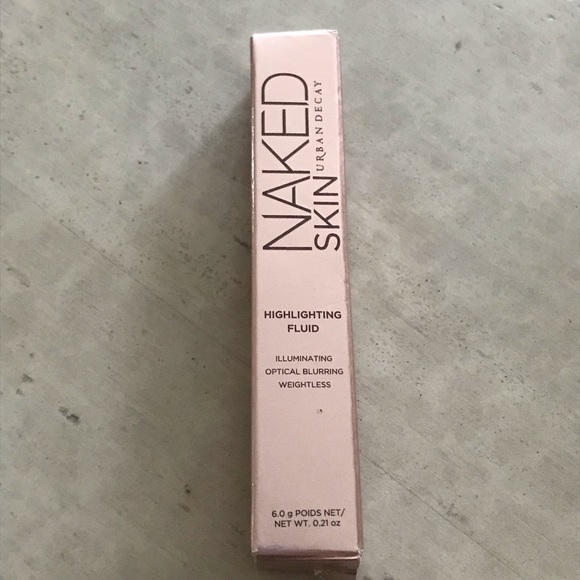 NAKED
SKIN
URBAN DECAY
HIGHLIGHTING
FLUID
ILLUMINATING
OPTICAL BLURRING
WEIGHTLESS
6.0 g POIDS NET/
NET WT. 0.21 oz